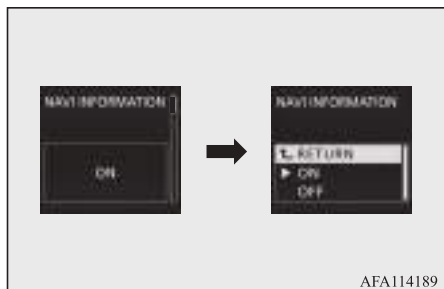 NAVI INFORMATION
ON
NAVI INFORMATION
RETURN
ON
OFF
AFA114189